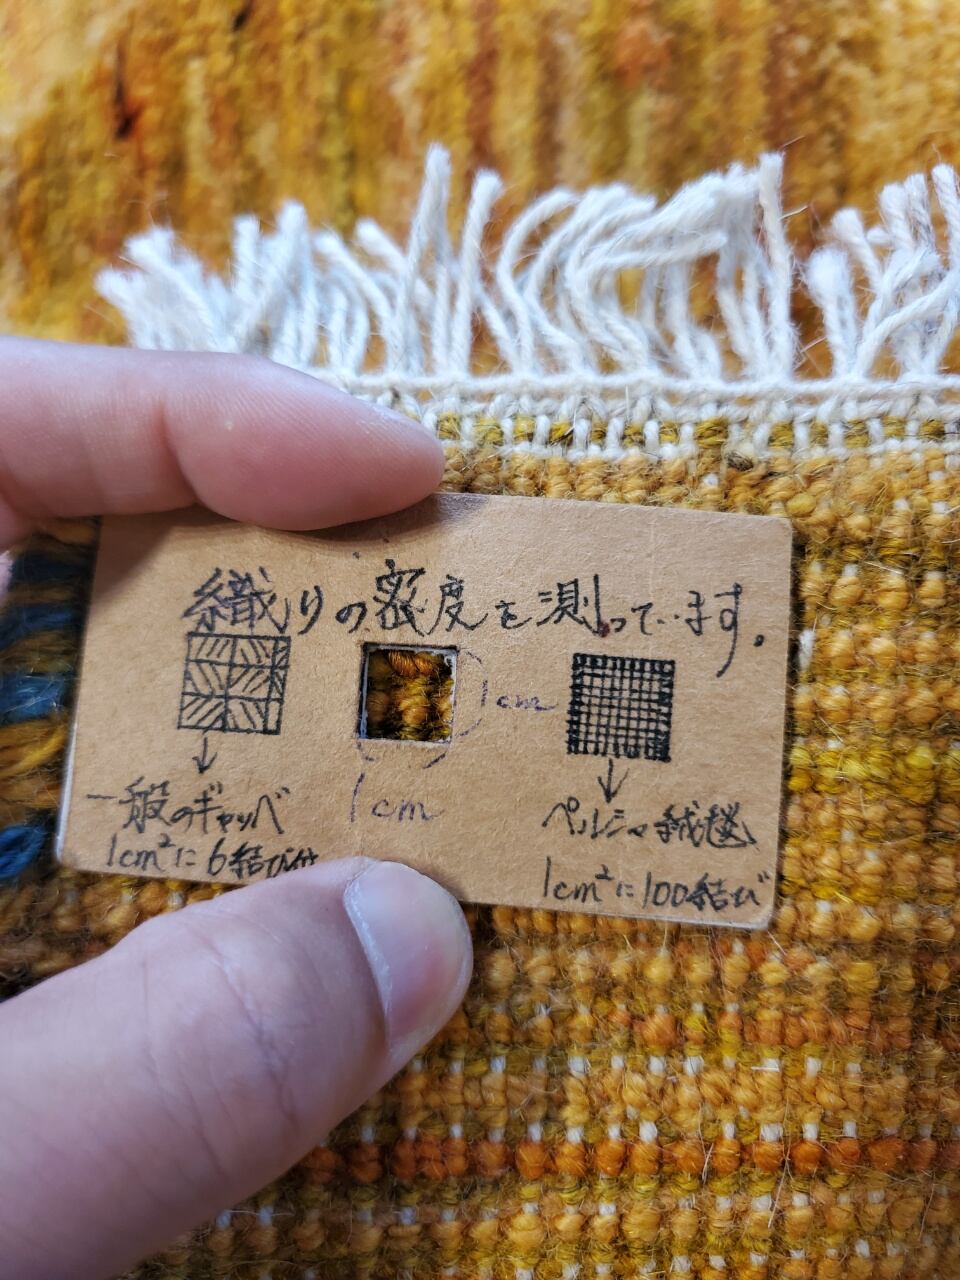 織りの密度を測っています。
1cm
1cm
一般のギャッベ
1cm²に6結び
ペルシャ絨毯
1cm²に100結び